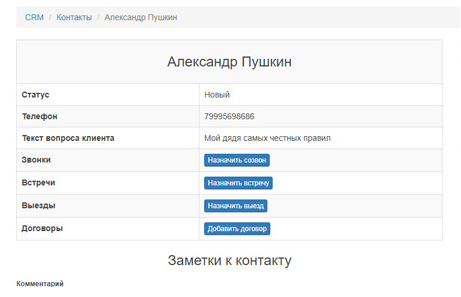 CRM / Контакты / Александр Пушкин
Александр Пушкин
Статус Новый
Телефон 79995698686
Текст вопроса клиента Мой дядя самых честных правил
Звонки Назначить созвон
Встречи Назначить встречу
Выезды Назначить выезд
Договоры Добавить договор
Заметки к контакту
Комментарий